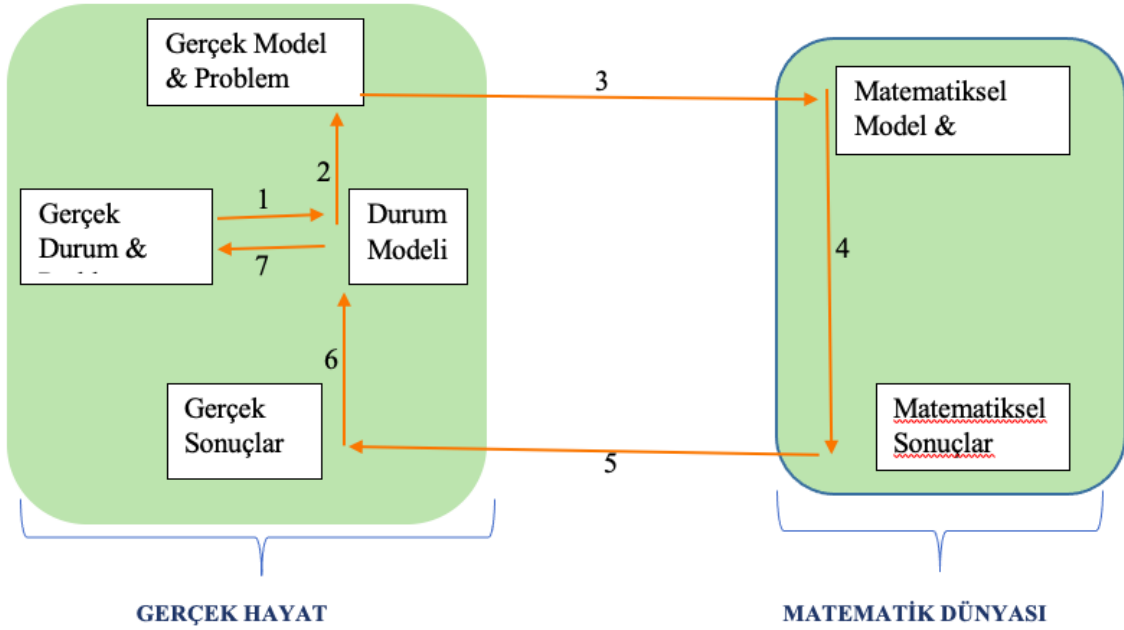 Gerçek Model
& Problem
3
Matematiksel
Model &
2
1
Gerçek
Durum &
Durum
Modeli
7
4
6
Gerçek
Sonuçlar
Matematiksel
Sonuçlar
5
GERÇEK HAYAT
MATEMATİK DÜNYASI